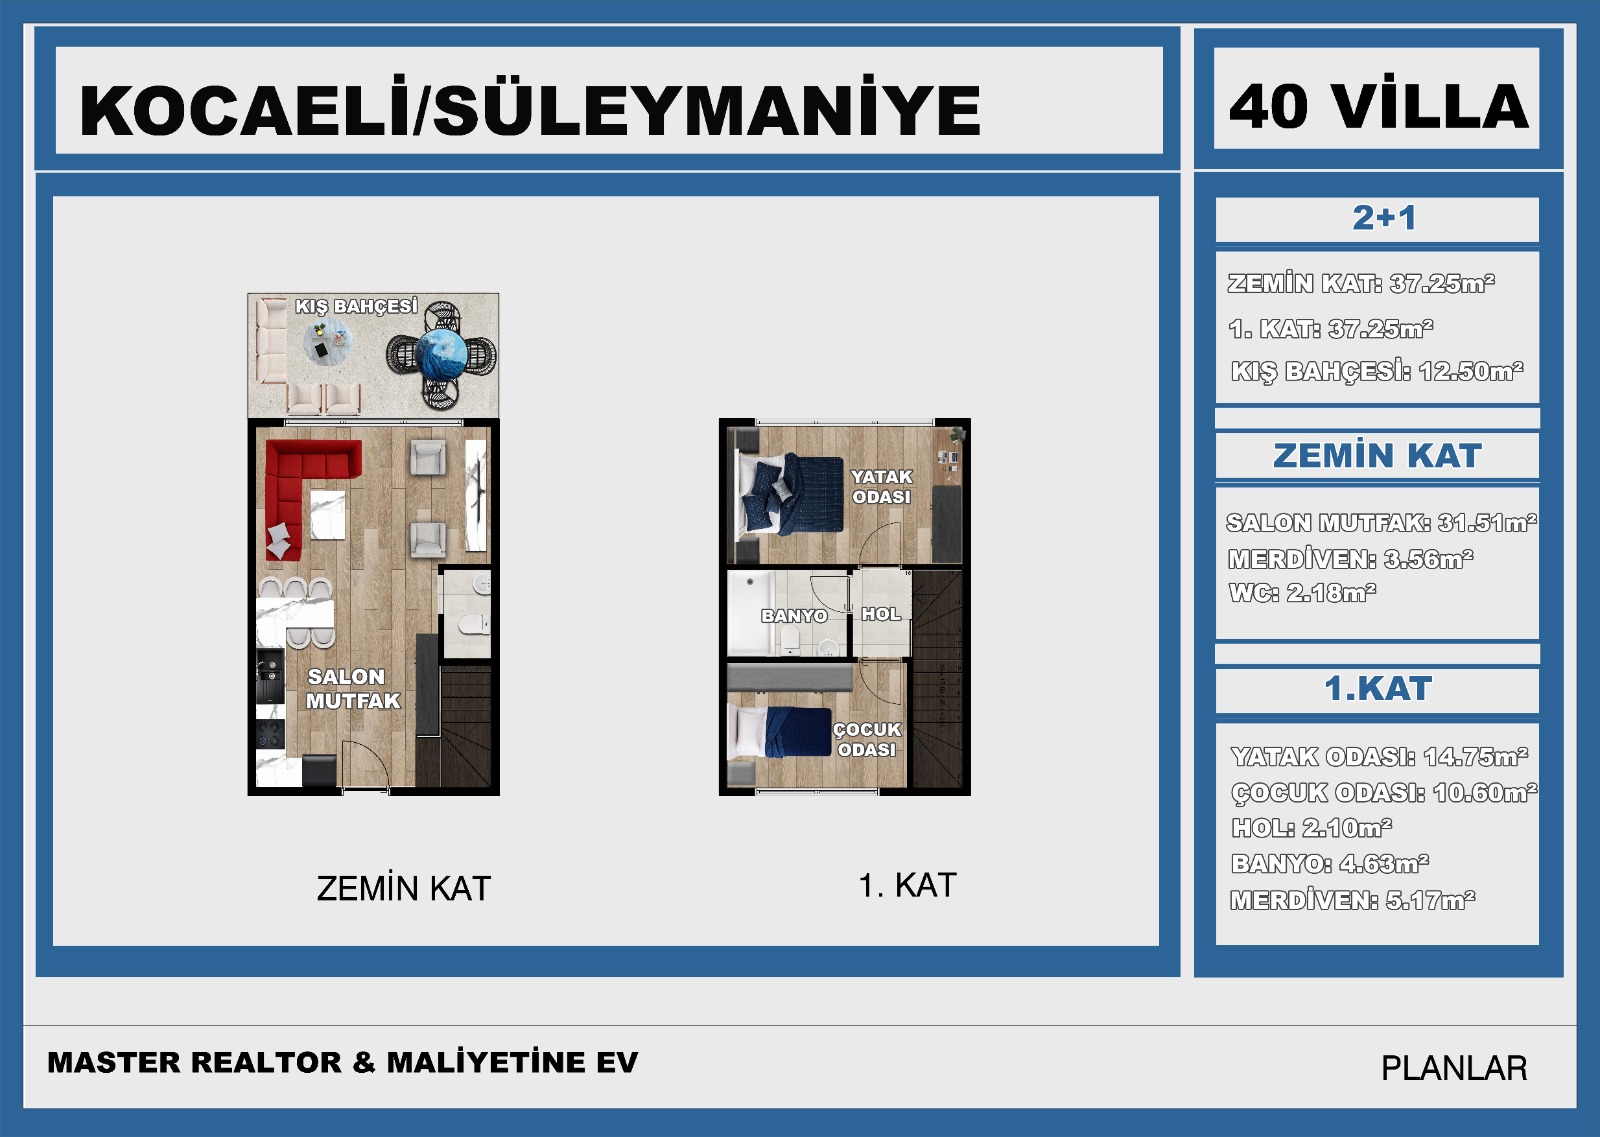 KOCAELİ/SÜLEYMANİYE
40 VİLLA
KIŞ BAHÇESİ
SALON
MUTFAK
ZEMİN KAT
YATAK
ODASI
BANYO
HOL
ÇOCUK
ODASI
1. KAT
2+1
ZEMİN KAT: 37.25m²
1. KAT: 37.25m²
KIŞ BAHÇESİ: 12.50m²
ZEMİN KAT
SALON MUTFAK: 31.51m²
MERDİVEN: 3.56m²
WC: 2.18m²
1.KAT
YATAK ODASI: 14.75m²
ÇOCUK ODASI: 10.60m²
HOL: 2.10m²
BANYO: 4.63m²
MERDİVEN: 5.17m²
MASTER REALTOR & MALİYETİNE EV
PLANLAR